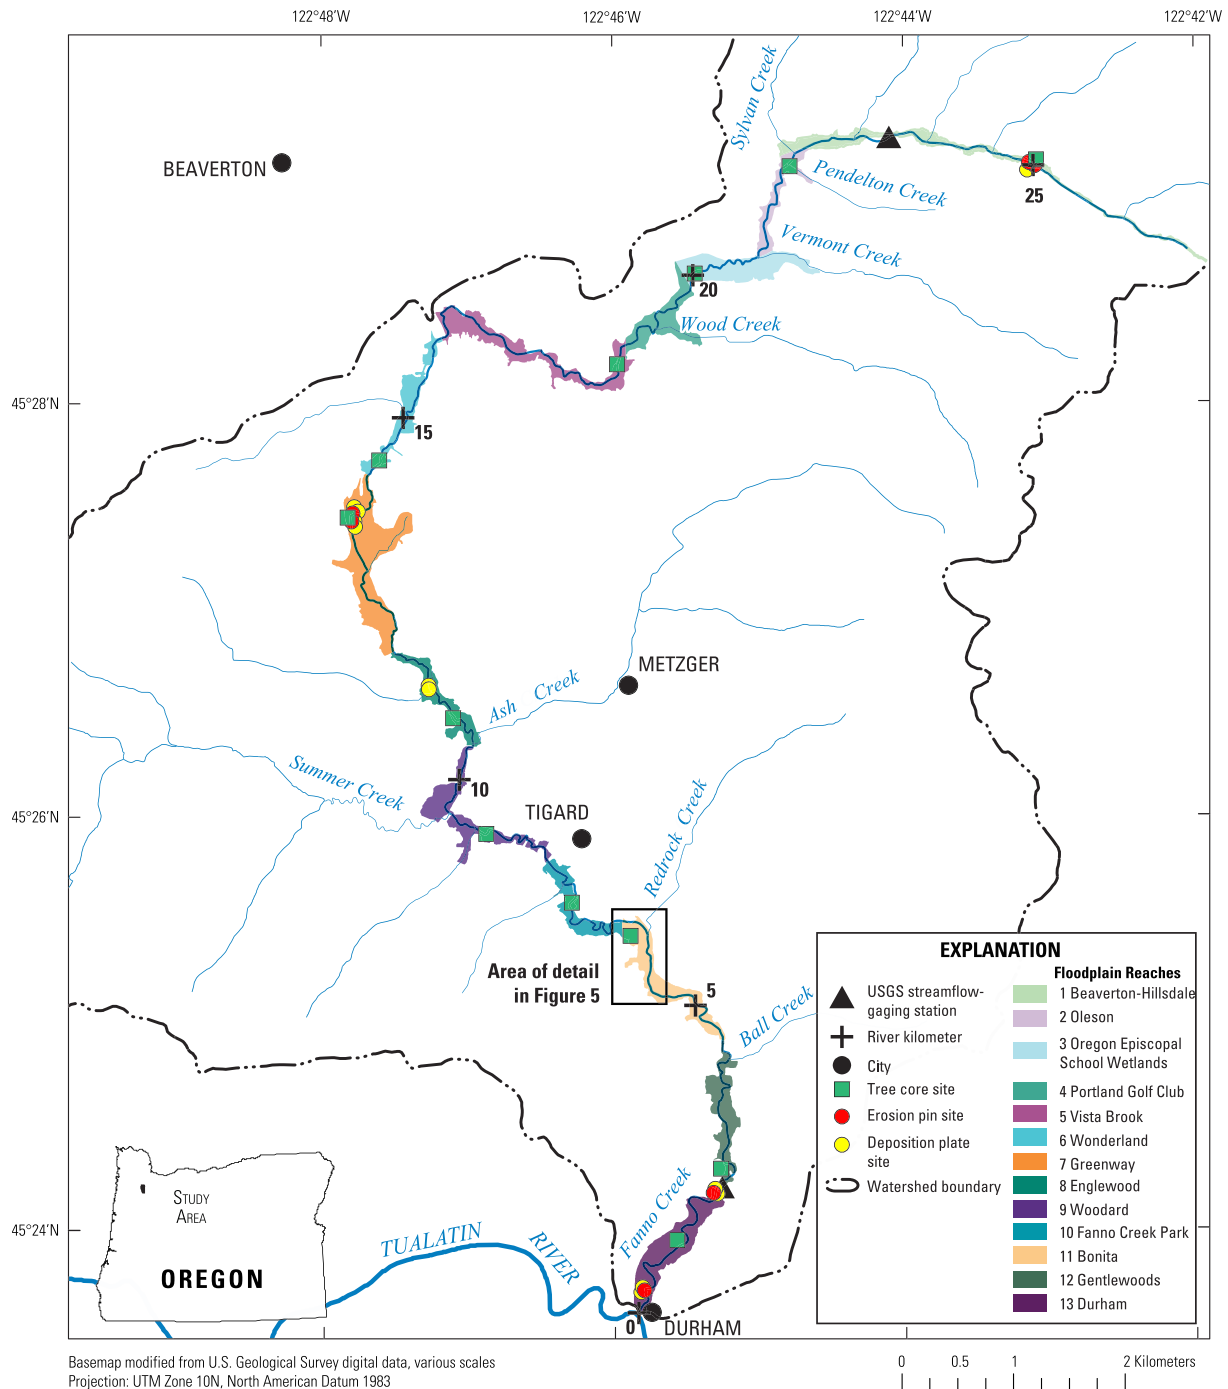 122°48'W
122°46'W
122°44'W
122°42'W
Sylvan Creek
BEAVERTON
Pendelton Creek
25
Vermont Creek
20
Wood Creek
45°28'N
15
METZGER
Ash Creek
Summer Creek
10
TIGARD
45°26'N
Redrock Creek
Area of detail
in Figure 5
5
Ball Creek
EXPLANATION
USGS streamflow-
gaging station
River kilometer
City
Tree core site
Erosion pin site
Deposition plate
site
Watershed boundary
Floodplain Reaches
1 Beaverton-Hillsdale
2 Oleson
3 Oregon Episcopal
School Wetlands
4 Portland Golf Club
5 Vista Brook
6 Wonderland
7 Greenway
8 Englewood
9 Woodard
10 Fanno Creek Park
11 Bonita
12 Gentlewoods
13 Durham
STUDY
AREA
OREGON
45°24'N
Fanno Creek
TUALATIN RIVER
0
DURHAM
Basemap modified from U.S. Geological Survey digital data, various scales
Projection: UTM Zone 10N, North American Datum 1983
0 0.5 1 2 Kilometers